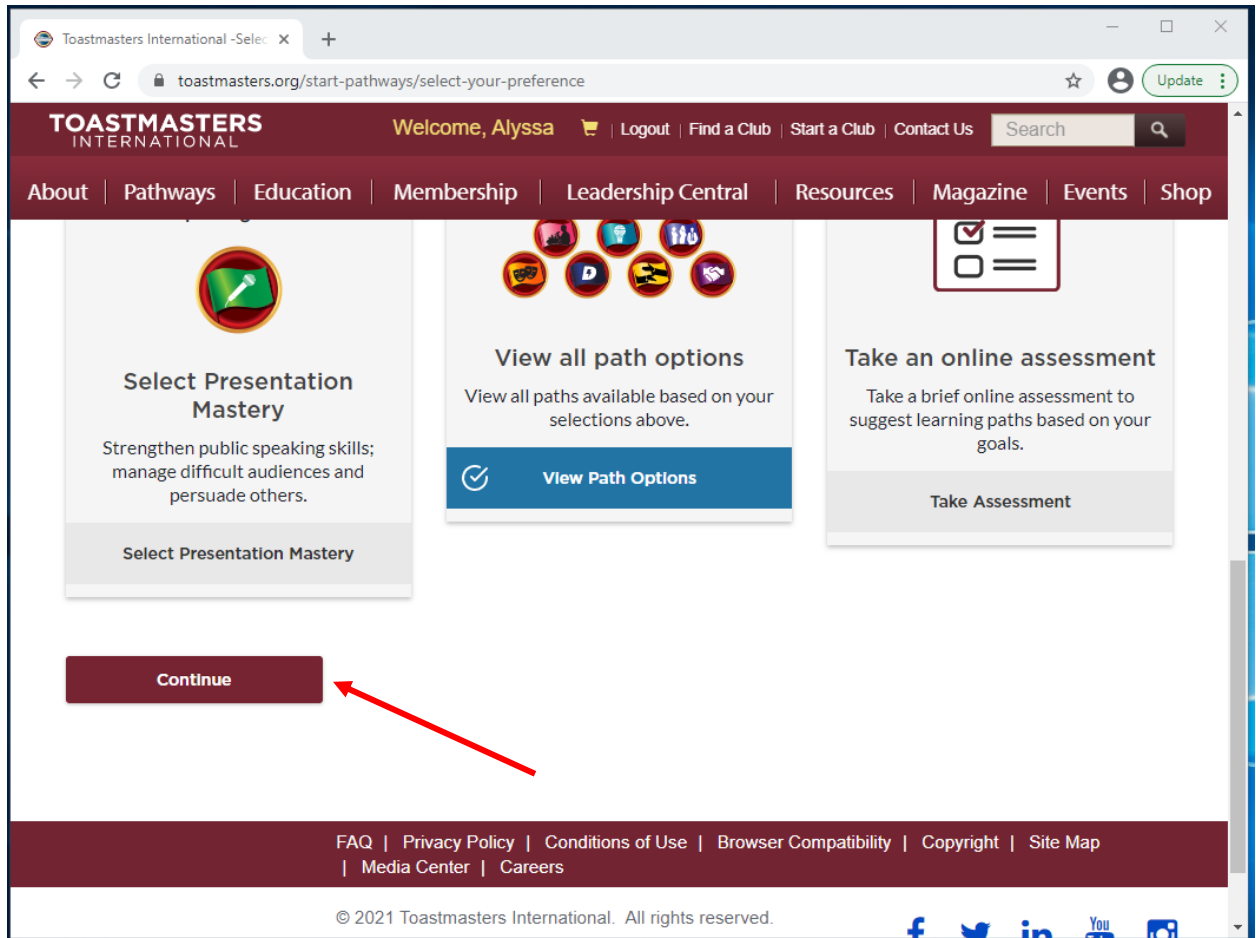 Toastmasters International -Selec
toastmasters.org/start-pathways/select-your-preference
Update
TOASTMASTERS
INTERNATIONAL
Welcome, Alyssa | Logout | Find a Club | Start a Club | Contact Us
Search
About | Pathways | Education | Membership | Leadership Central | Resources | Magazine | Events | Shop
Select Presentation
Mastery
Strengthen public speaking skills;
manage difficult audiences and
persuade others.
Select Presentation Mastery
D
View all path options
View all paths available based on your
selections above.
View Path Options
Take an online assessment
Take a brief online assessment to
suggest learning paths based on your
goals.
Take Assessment
Continue
FAQ | Privacy Policy | Conditions of Use | Browser Compatibility | Copyright | Site Map
| Media Center | Careers
© 2021 Toastmasters International. All rights reserved.
f
in
You